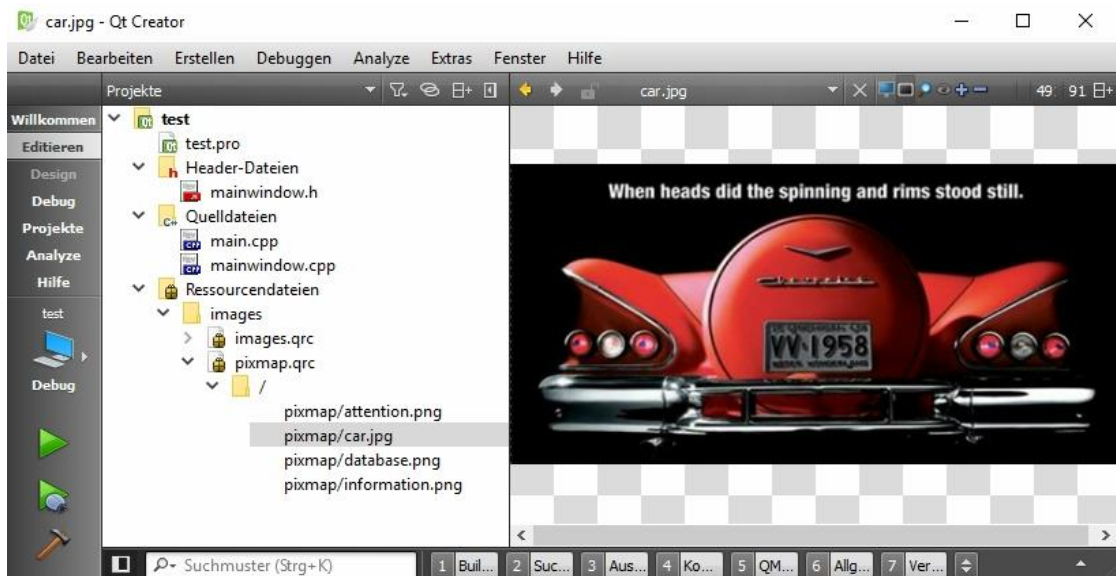 car.jpg - Qt Creator
Datei Bearbeiten Erstellen Debuggen Analyze Extras Fenster Hilfe
Projekte
car.jpg
49: 91
Willkommen
Editieren
Design
Debug
Projekte
Analyze
Hilfe
test
Debug
test
test.pro
Header-Dateien
mainwindow.h
Quelldateien
main.cpp
mainwindow.cpp
Ressourcendateien
images
images.qrc
pixmap.qrc
/
pixmap/attention.png
pixmap/car.jpg
pixmap/database.png
pixmap/information.png
When heads did the spinning and rims stood still.
VV·1958
Suchmuster (Strg+K)
1 Buil... 2 Suc... 3 Aus... 4 Ko... 5 QM... 6 Allg... 7 Ver...